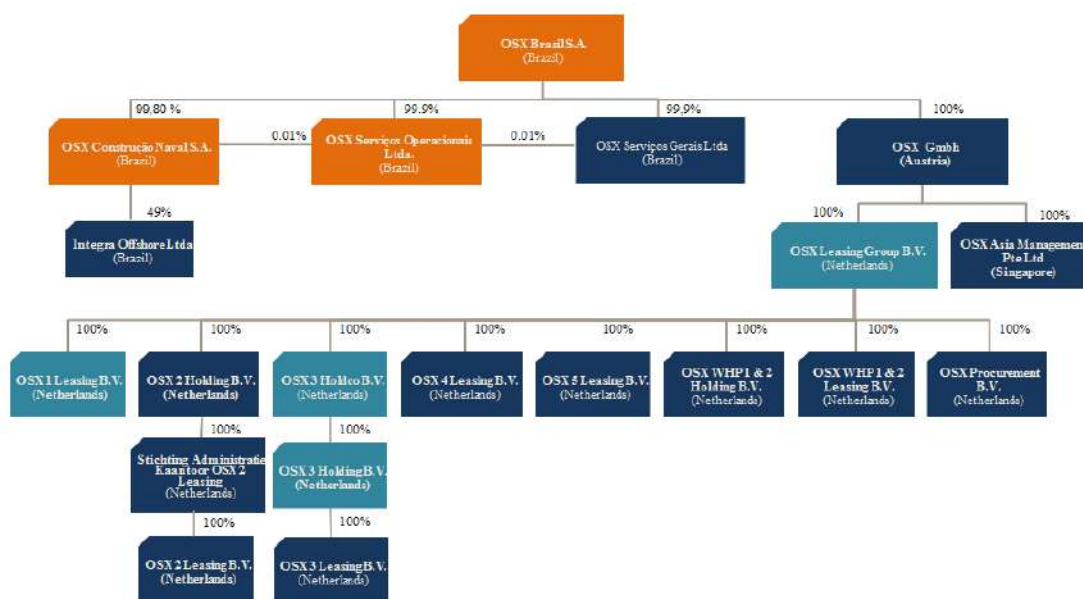 OSX Brasil S.A.
(Brazil)
99,80 %
99.9%
99,9%
100%
OSX Construção Naval S.A.
(Brazil)
0.01%
OSX Serviços Operacionais
Ltda.
(Brazil)
0.01%
OSX Serviços Gerais Ltda
(Brazil)
OSX Gmbh
(Austria)
49%
100%
100%
Integra Offshore Ltda
(Brazil)
OSX Leasing Group B.V.
(Netherlands)
OSX Asia Managemen
Pte Ltd
(Singapore)
100%
100%
100%
100%
100%
100%
100%
100%
OSX 1 Leasing B.V.
(Netherlands)
OSX 2 Holding B.V.
(Netherlands)
OSX 3 Holdco B.V.
(Netherlands)
OSX 4 Leasing B.V.
(Netherlands)
OSX 5 Leasing B.V.
(Netherlands)
OSX WHP 1 & 2
Holding B.V.
(Netherlands)
OSX WHP 1 & 2
Leasing B.V.
(Netherlands)
OSX Procurement
B.V.
(Netherlands)
100%
100%
Stichting Administratie
Kaantoor OSX 2
Leasing
(Netherlands)
OSX 3 Holding B.V.
(Netherlands)
100%
100%
OSX 2 Leasing B.V.
(Netherlands)
OSX 3 Leasing B.V.
(Netherlands)